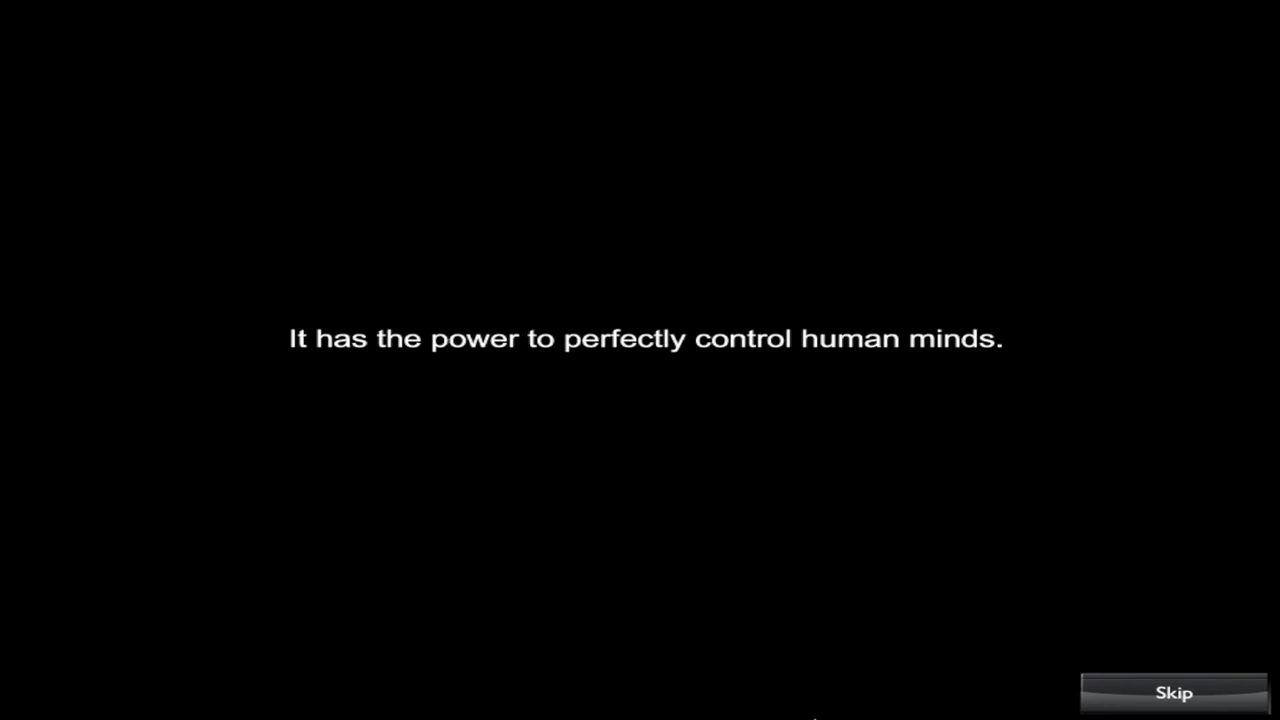 It has the power to perfectly control human minds.
Skip